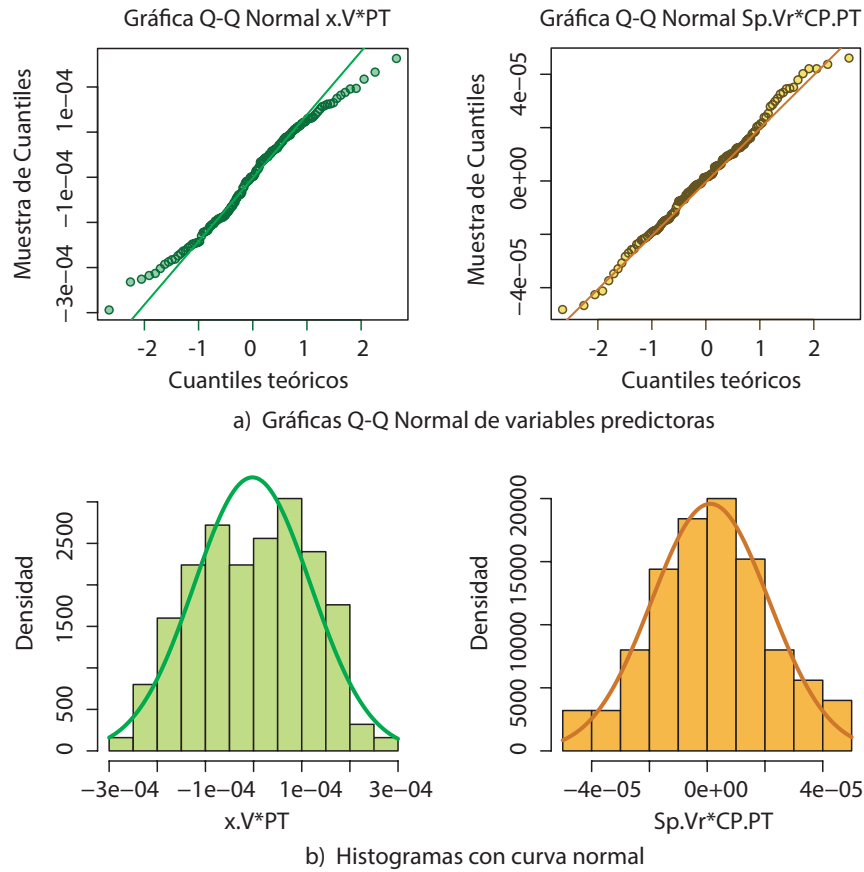 Gráfica Q-Q Normal x.V*PT
Muestra de Cuantiles
1e−04
−1e−04
−3e−04
-2 -1 0 1 2
Cuantiles teóricos
Gráfica Q-Q Normal Sp.Vr*CP.PT
Muestra de Cuantiles
4e−05
0e+00
−4e−05
-2 -1 0 1 2
Cuantiles teóricos
a) Gráficas Q-Q Normal de variables predictoras
Densidad
2500
1500
500
0
−3e−04 −1e−04 1e−04 3e−04
x.V*PT
Densidad
20000
15000
10000
5000
0
−4e−05 0e+00 4e−05
Sp.Vr*CP.PT
b) Histogramas con curva normal